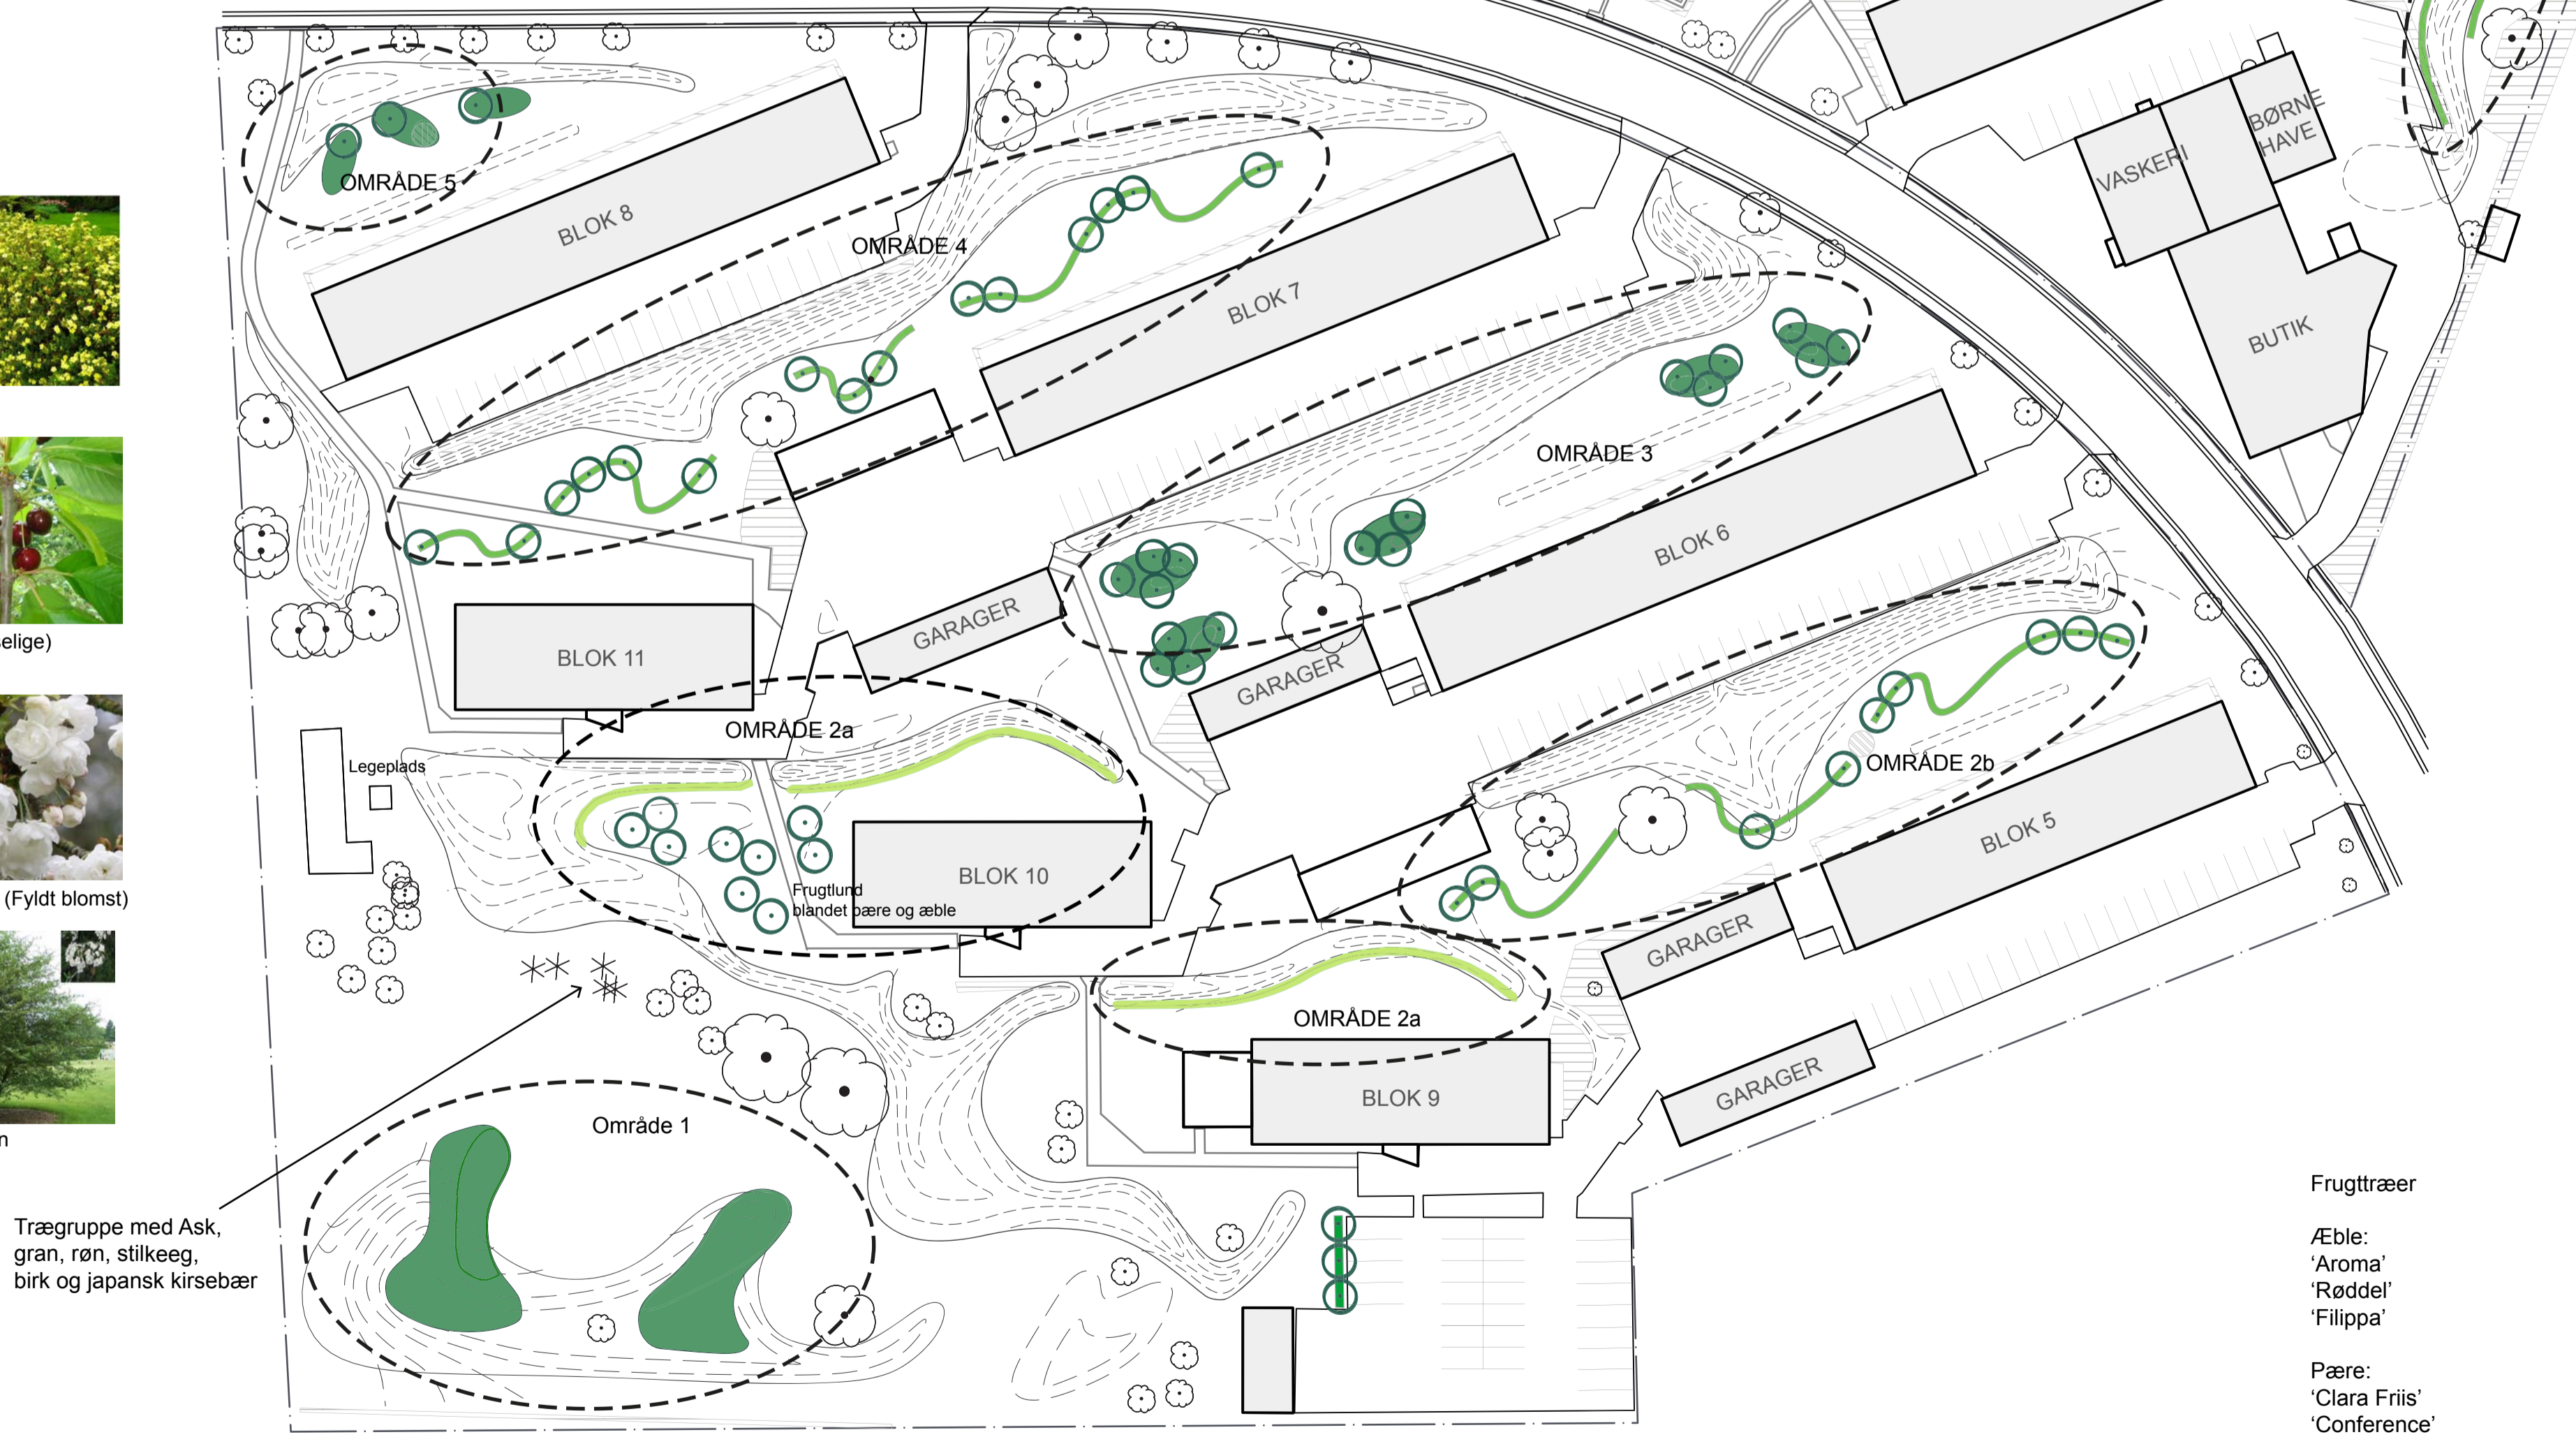 BØRNE
HAVE
VASKERI
BUTIK
OMRÅDE 5
BLOK 8
OMRÅDE 4
BLOK 7
OMRÅDE 3
BLOK 6
GARAGER
GARAGER
BLOK 11
OMRÅDE 2a
Legeplads
OMRÅDE 2b
BLOK 5
BLOK 10
Frugtlund
blandet pære og æble
GARAGER
OMRÅDE 2a
BLOK 9
GARAGER
Område 1
elige)
(Fyldt blomst)
n
Trægruppe med Ask,
gran, røn, stilkeeg,
birk og japansk kirsebær
Frugttræer
Æble:
‘Aroma’
‘Røddel’
‘Filippa’
Pære:
‘Clara Friis’
‘Conference’